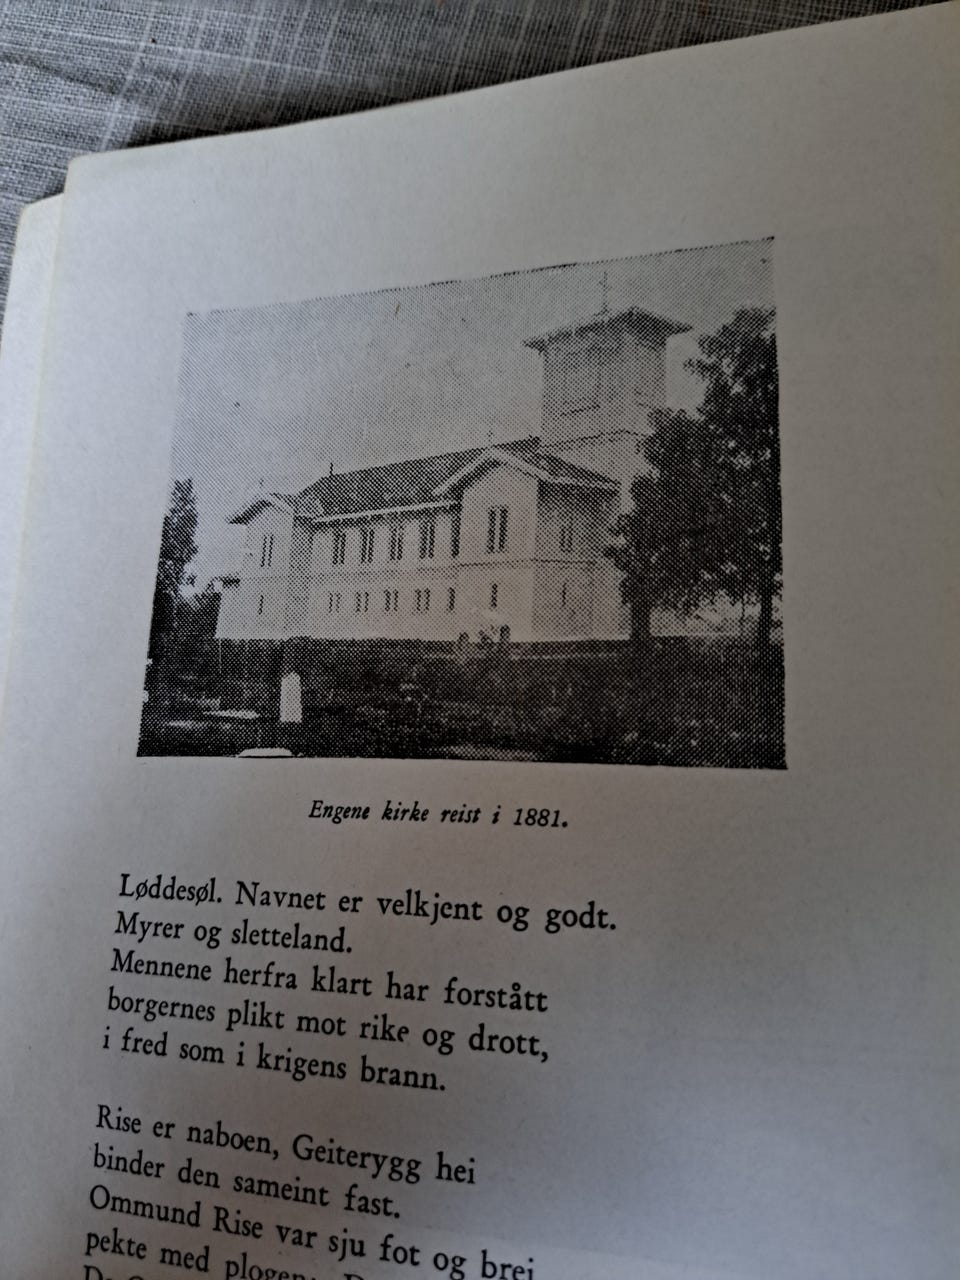 Engene kirke reist i 1881.
Løddesøl. Navnet er velkjent og godt.
Myrer og sletteland.
Mennene herfra klart har forstått
borgernes plikt mot rike og drott,
i fred som i krigens brann.
Rise er naboen, Geiterygg hei
binder den sameint fast.
Ommund Rise var sju fot og brei
pekte med plogen